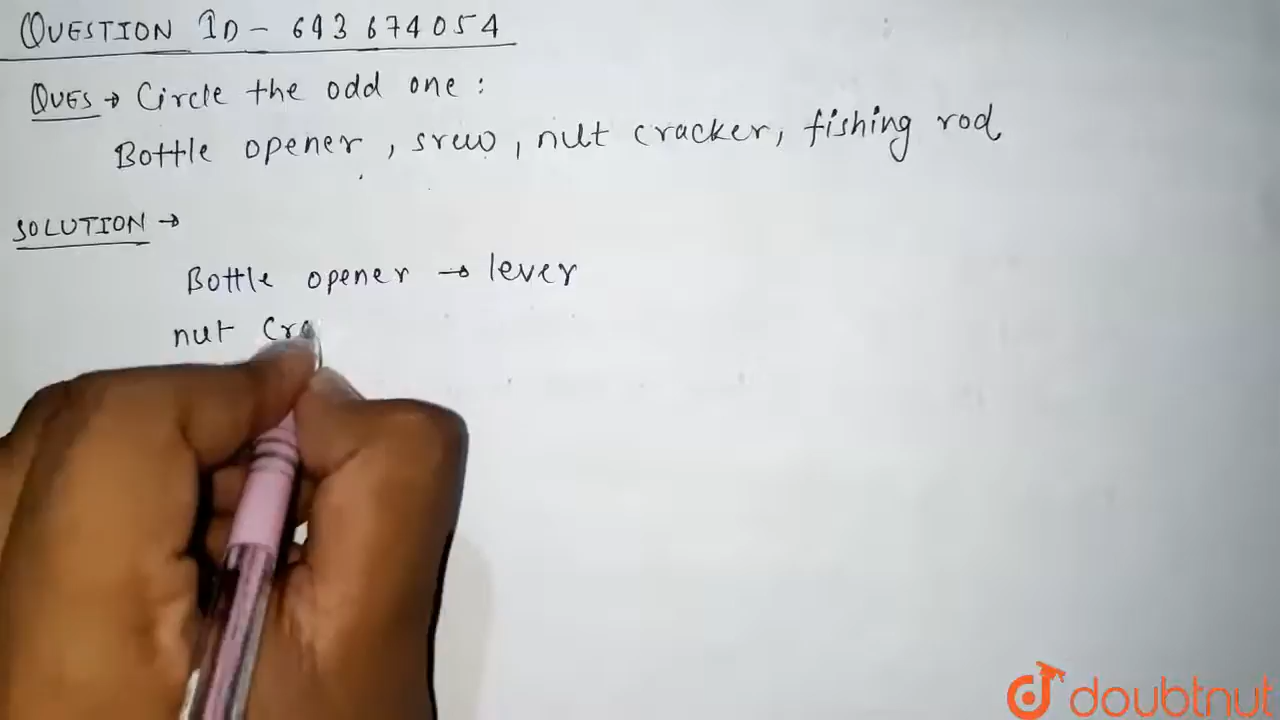 QUESTION ID - 643674054
QUES → Circle the odd one :
Bottle opener , srew , nut cracker, fishing rod
SOLUTION →
Bottle opener → lever
nut Cra
doubtnut